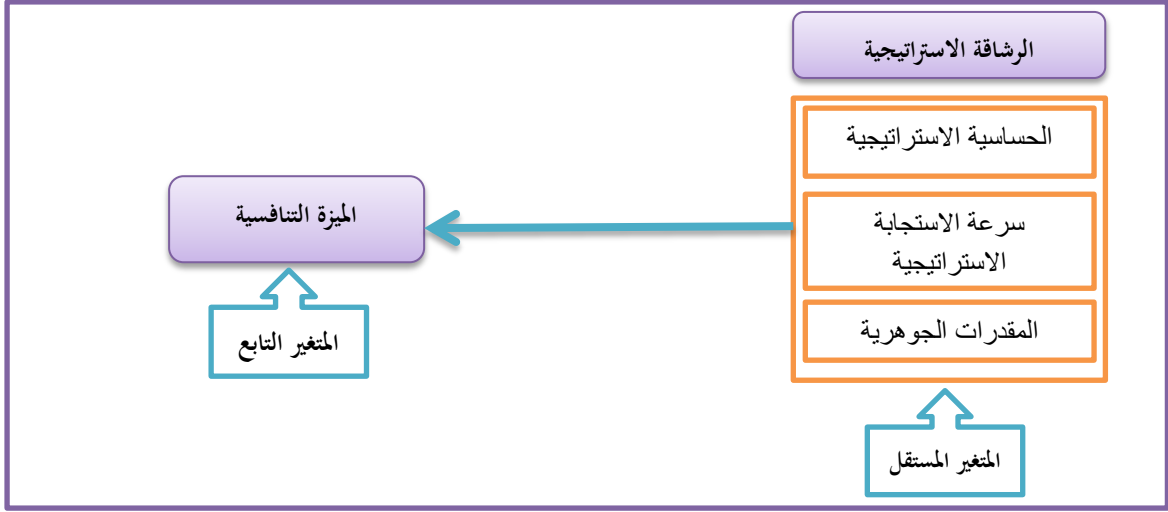 الرشاقة الاستراتيجية
الحساسية الاستراتيجية
سرعة الاستجابة
الاستراتيجية
المقدرات الجوهرية
المتغير المستقل
الميزة التنافسية
المتغير التابع